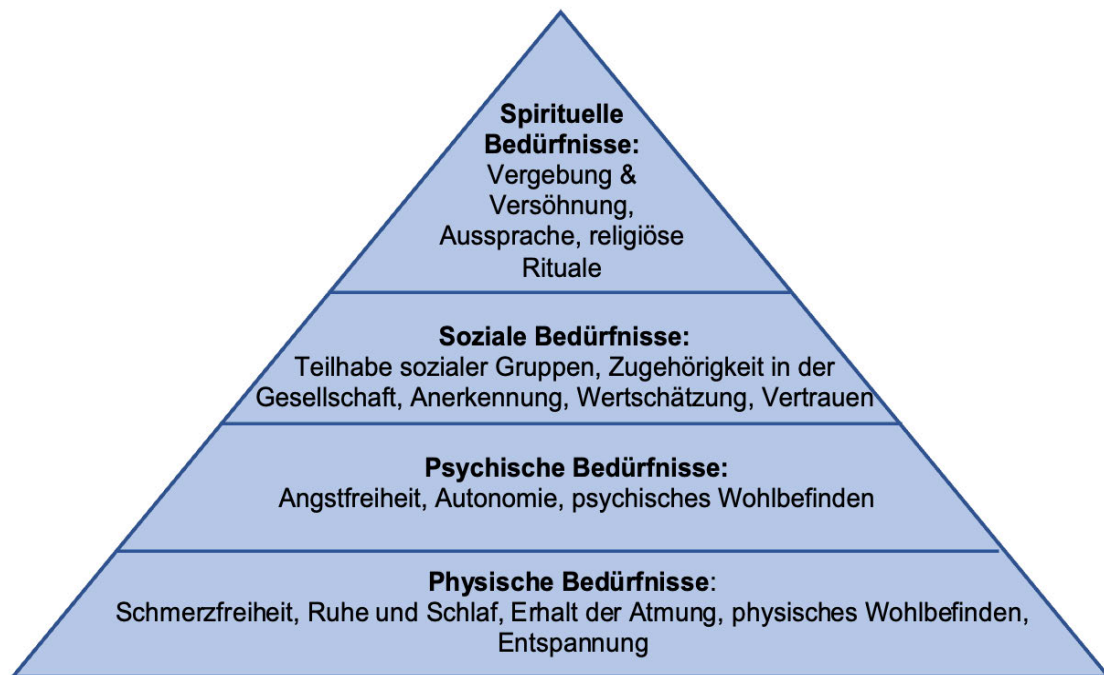 Spirituelle
Bedürfnisse:
Vergebung &
Versöhnung,
Aussprache, religiöse
Rituale
Soziale Bedürfnisse:
Teilhabe sozialer Gruppen, Zugehörigkeit in der
Gesellschaft, Anerkennung, Wertschätzung, Vertrauen
Psychische Bedürfnisse:
Angstfreiheit, Autonomie, psychisches Wohlbefinden
Physische Bedürfnisse:
Schmerzfreiheit, Ruhe und Schlaf, Erhalt der Atmung, physisches Wohlbefinden,
Entspannung